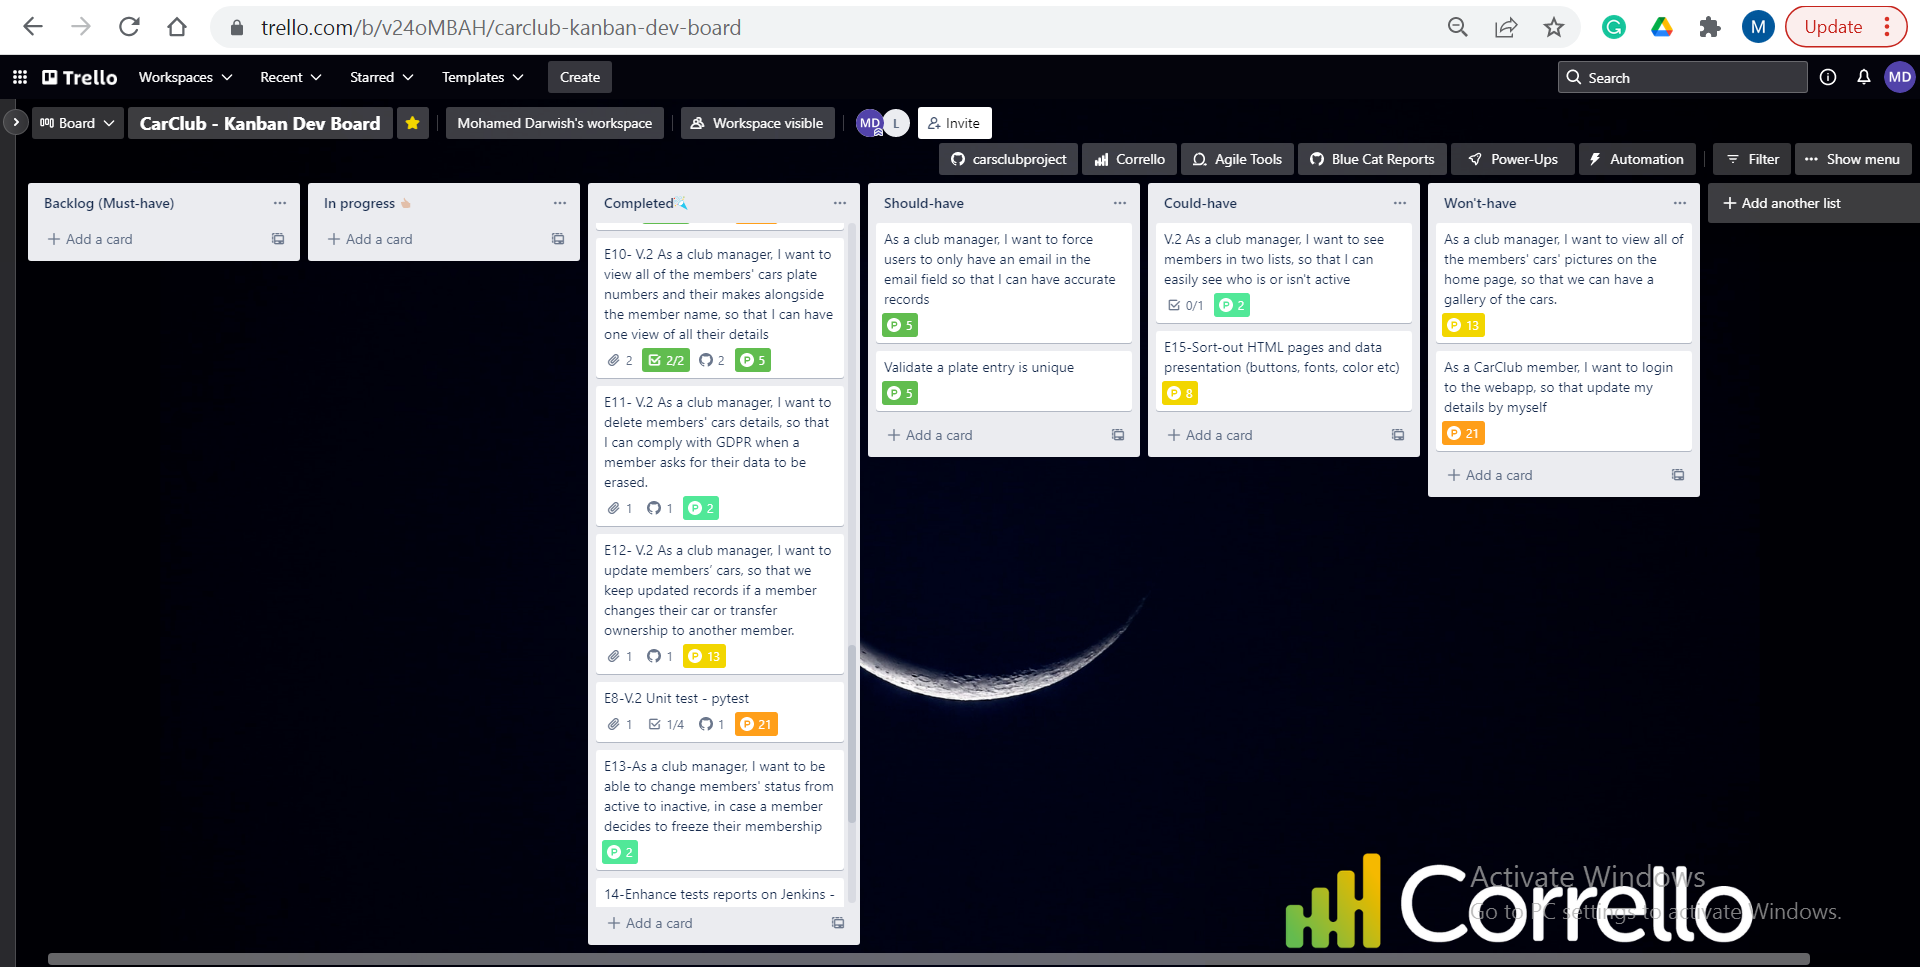 trello.com/b/v24oMBAH/carclub-kanban-dev-board
G
M
Update
Trello
Workspaces
Recent
Starred
Templates
Create
Search
MD
Board
CarClub - Kanban Dev Board
Mohamed Darwish's workspace
Workspace visible
MD
L
Invite
carsclubproject
Corrello
Agile Tools
Blue Cat Reports
Power-Ups
Automation
Filter
Show menu
Backlog (Must-have)
Add a card
In progress
Add a card
Completed
E10- V.2 As a club manager, I want to
view all of the members' cars plate
numbers and their makes alongside
the member name, so that I can have
one view of all their details
2
2/2
2
P 5
E11- V.2 As a club manager, I want to
delete members' cars details, so that
I can comply with GDPR when a
member asks for their data to be
erased.
1
1
P 2
E12- V.2 As a club manager, I want to
update members' cars, so that we
keep updated records if a member
changes their car or transfer
ownership to another member.
1
1
P 13
E8-V.2 Unit test - pytest
1
1/4
1
P 21
E13-As a club manager, I want to be
able to change members' status from
active to inactive, in case a member
decides to freeze their membership
P 2
14-Enhance tests reports on Jenkins -
Add a card
Should-have
As a club manager, I want to force
users to only have an email in the
email field so that I can have accurate
records
P 5
Validate a plate entry is unique
P 5
Add a card
Could-have
V.2 As a club manager, I want to see
members in two lists, so that I can
easily see who is or isn't active
0/1
P 2
E15-Sort-out HTML pages and data
presentation (buttons, fonts, color etc)
P 8
Add a card
Won't-have
As a club manager, I want to view all of
the members' cars' pictures on the
home page, so that we can have a
gallery of the cars.
P 13
As a CarClub member, I want to login
to the webapp, so that update my
details by myself
P 21
Add a card
Add another list
Corrello
Activate Windows
Go to PC settings to activate Windows.